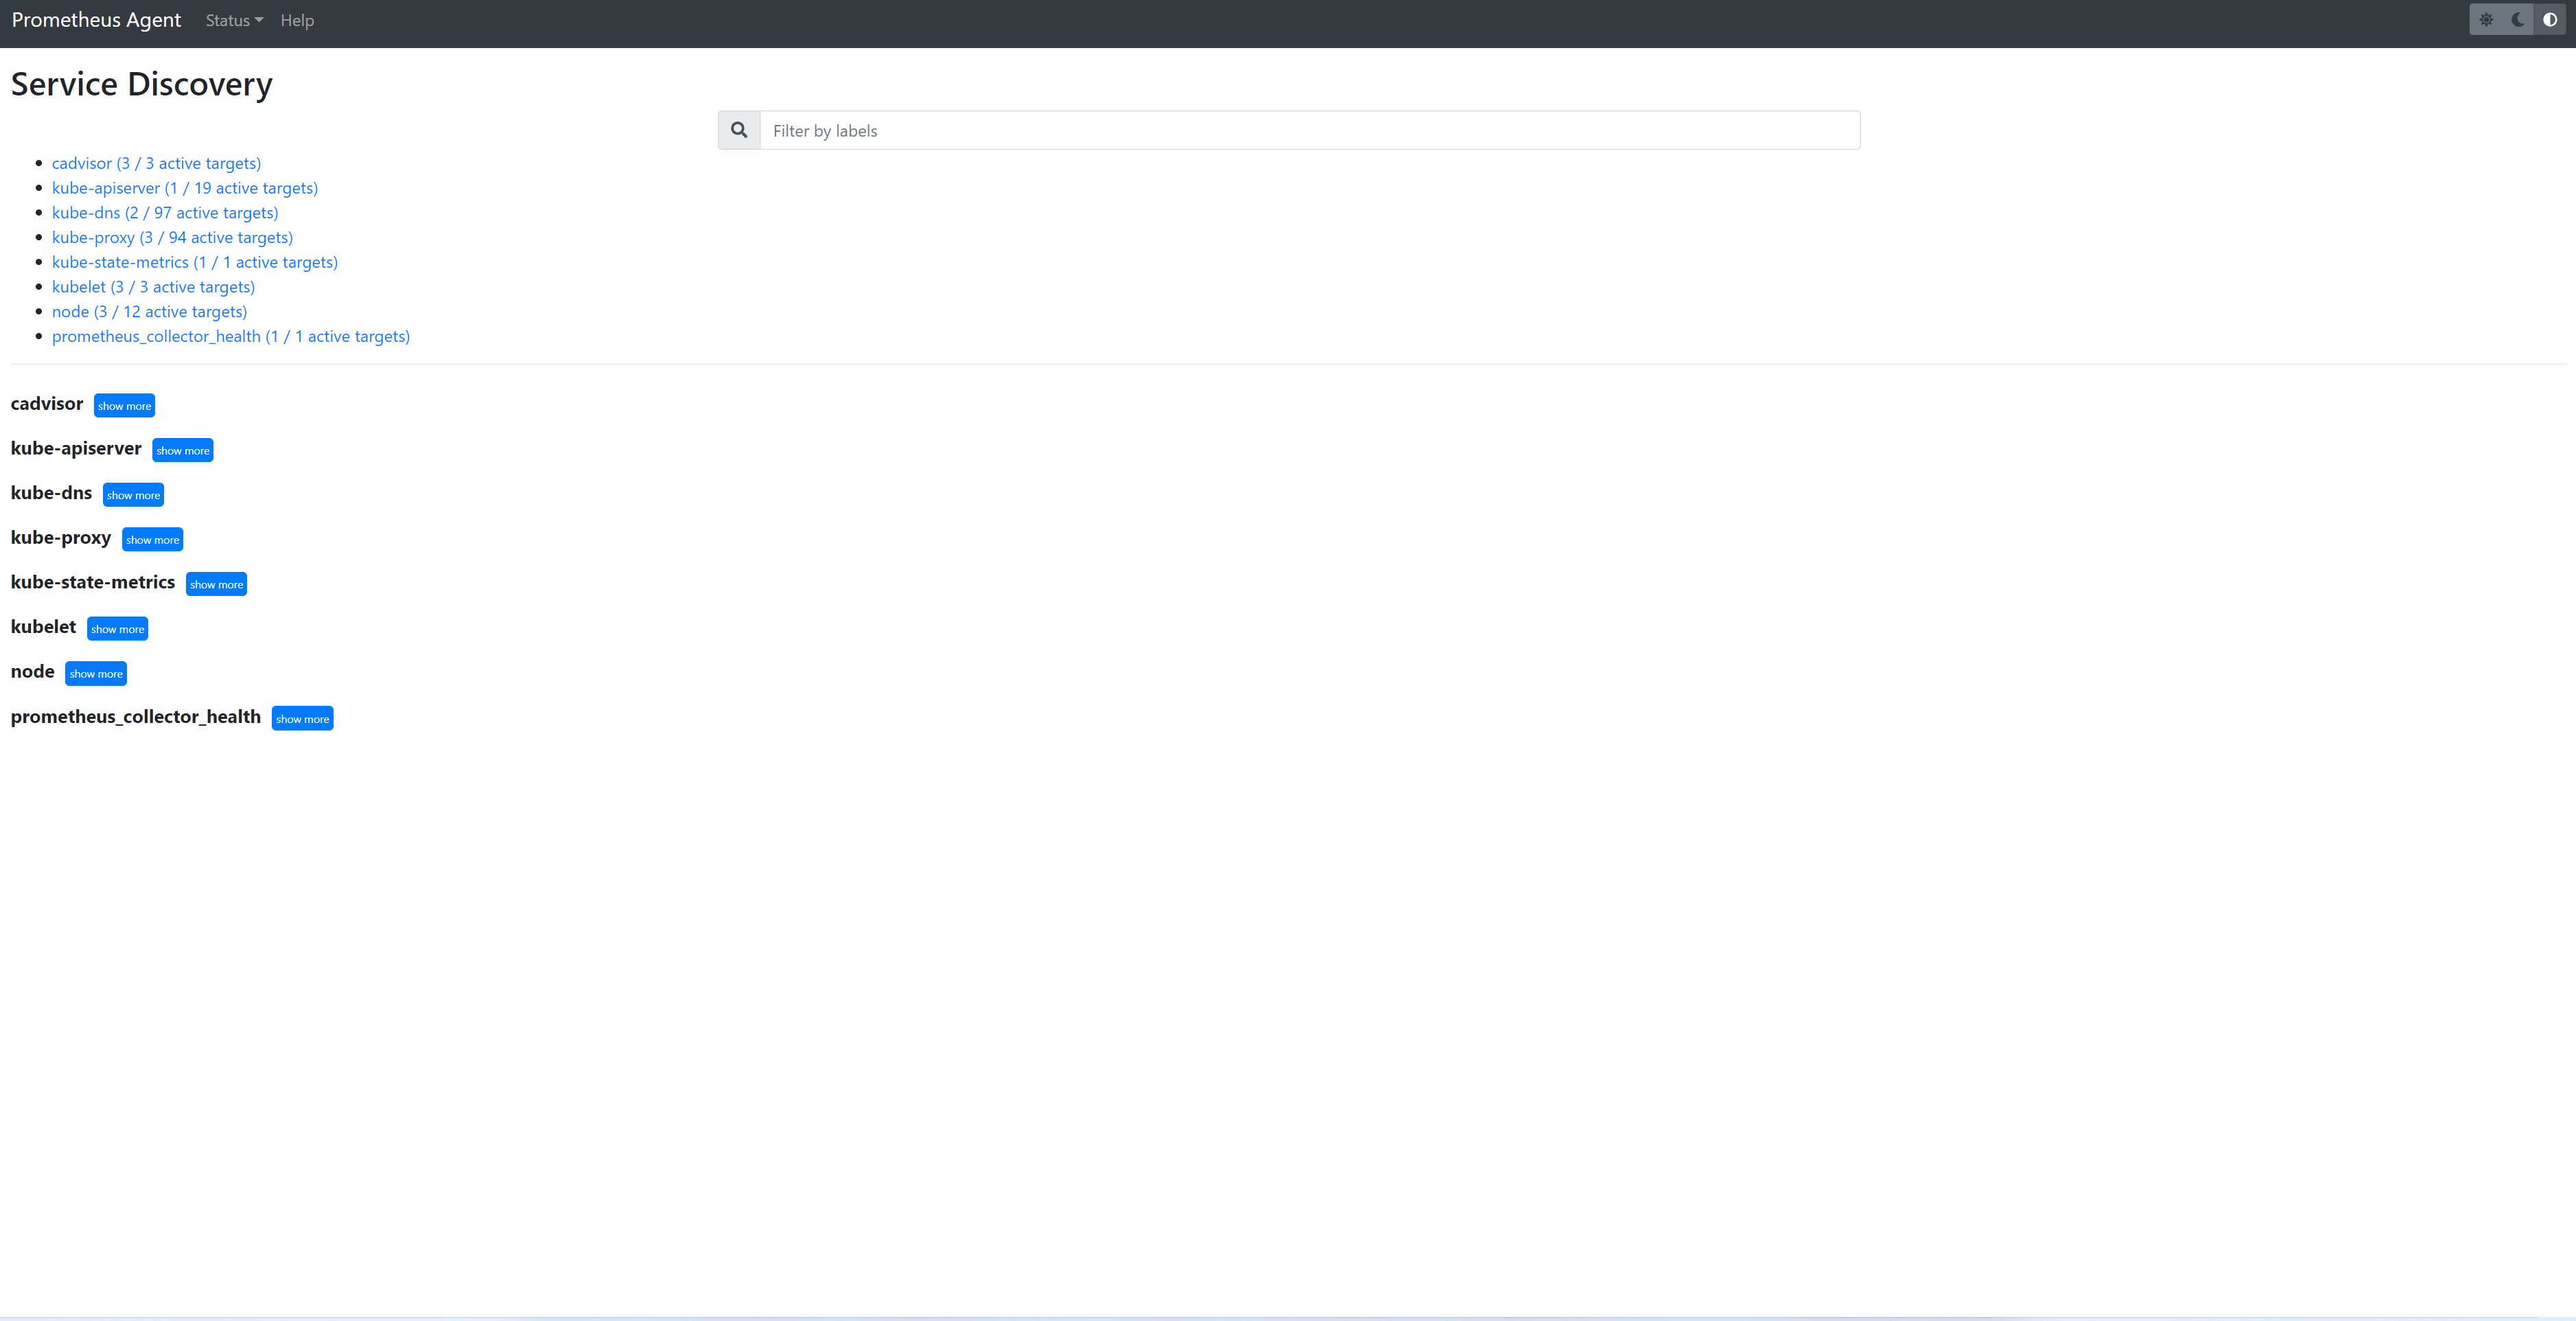 Prometheus Agent Status Help
Service Discovery
Filter by labels
cadvisor (3 / 3 active targets)
kube-apiserver (1 / 19 active targets)
kube-dns (2 / 97 active targets)
kube-proxy (3 / 94 active targets)
kube-state-metrics (1 / 1 active targets)
kubelet (3 / 3 active targets)
node (3 / 12 active targets)
prometheus_collector_health (1 / 1 active targets)
cadvisor show more
kube-apiserver show more
kube-dns show more
kube-proxy show more
kube-state-metrics show more
kubelet show more
node show more
prometheus_collector_health show more